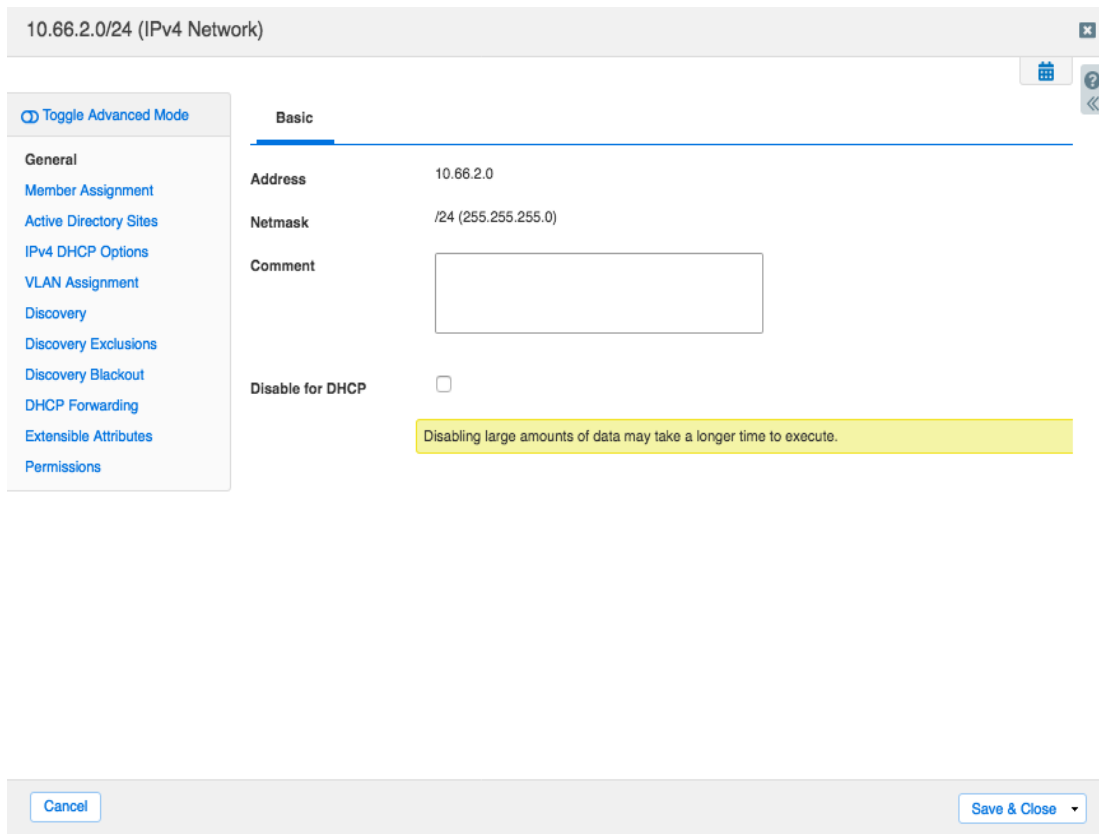 10.66.2.0/24 (IPv4 Network)
Toggle Advanced Mode
General
Member Assignment
Active Directory Sites
IPv4 DHCP Options
VLAN Assignment
Discovery
Discovery Exclusions
Discovery Blackout
DHCP Forwarding
Extensible Attributes
Permissions
Basic
Address 10.66.2.0
Netmask /24 (255.255.255.0)
Comment
Disable for DHCP
Disabling large amounts of data may take a longer time to execute.
Cancel
Save & Close